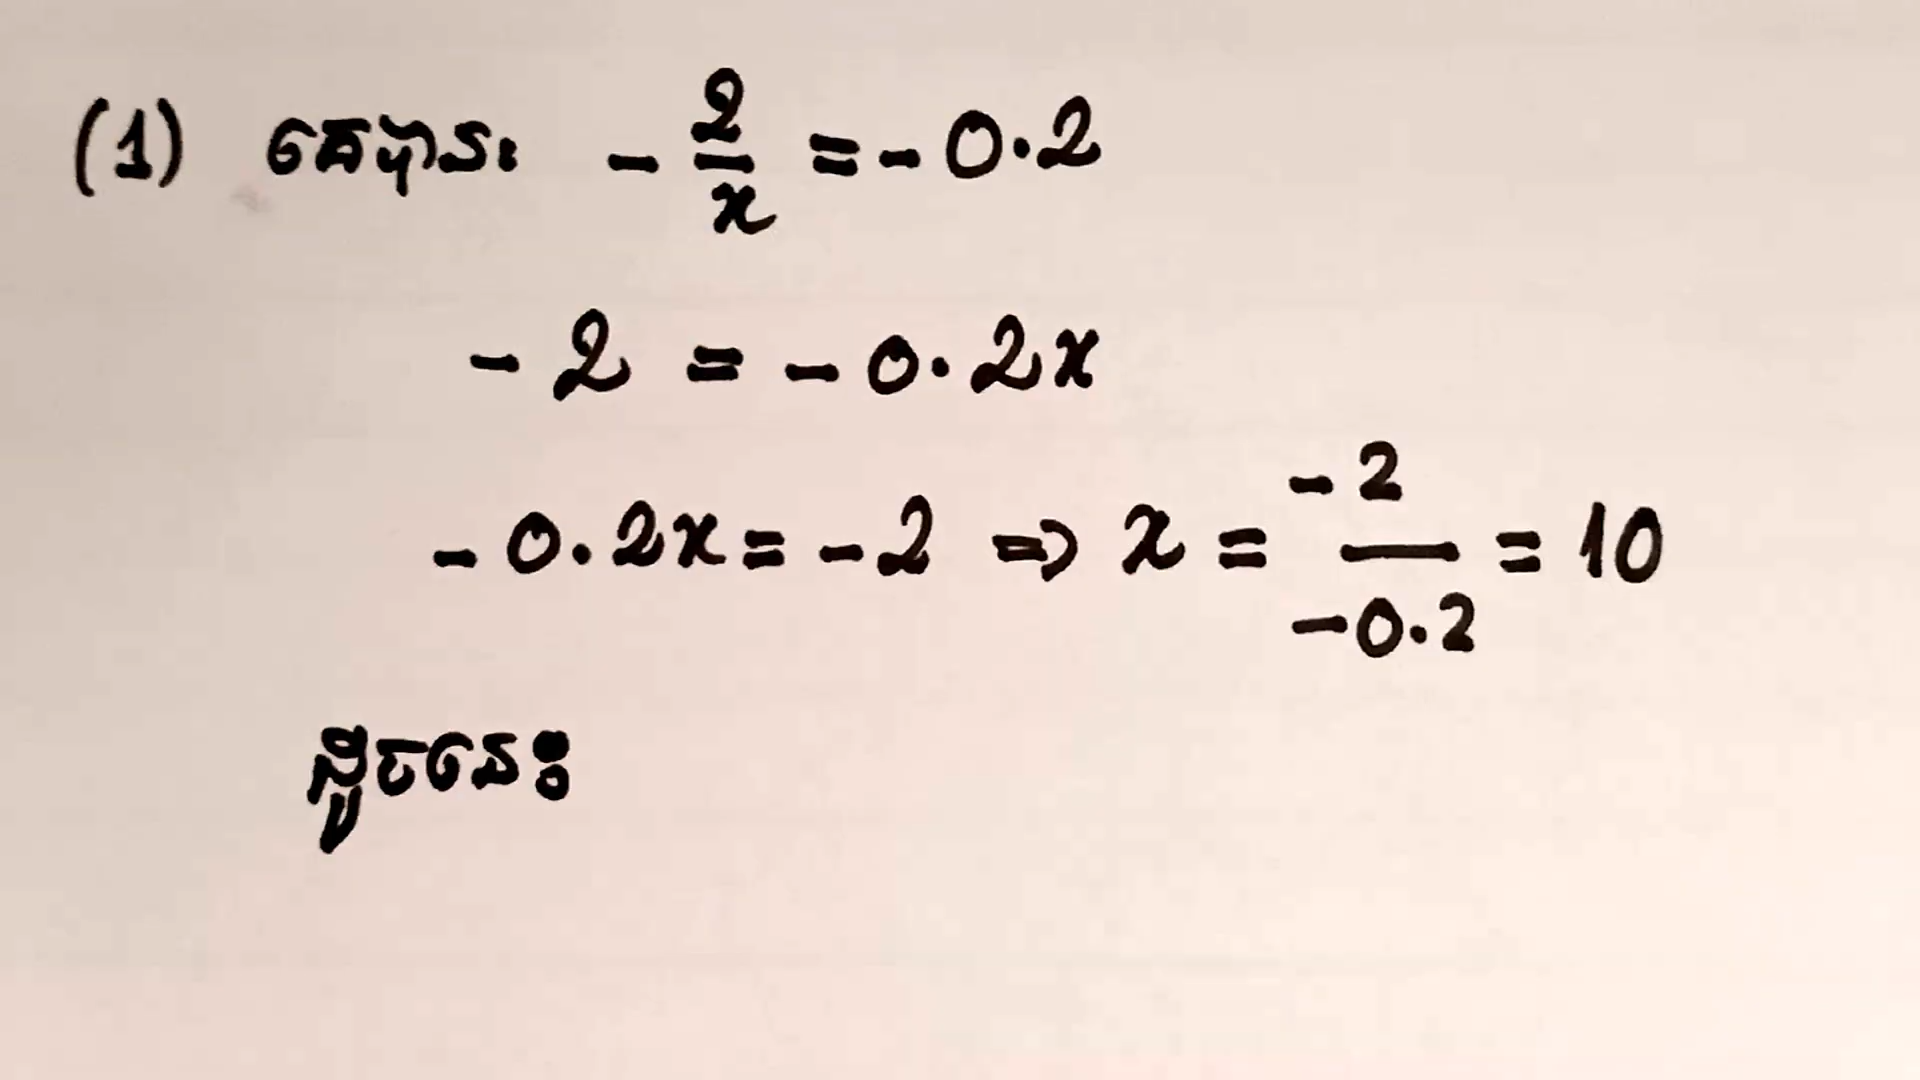 (1) គេបានះ - 2/x = - 0.2
- 2 = - 0.2x
- 0.2x = - 2 ⇒ x = -2/-0.2 = 10
ដូចនេះ